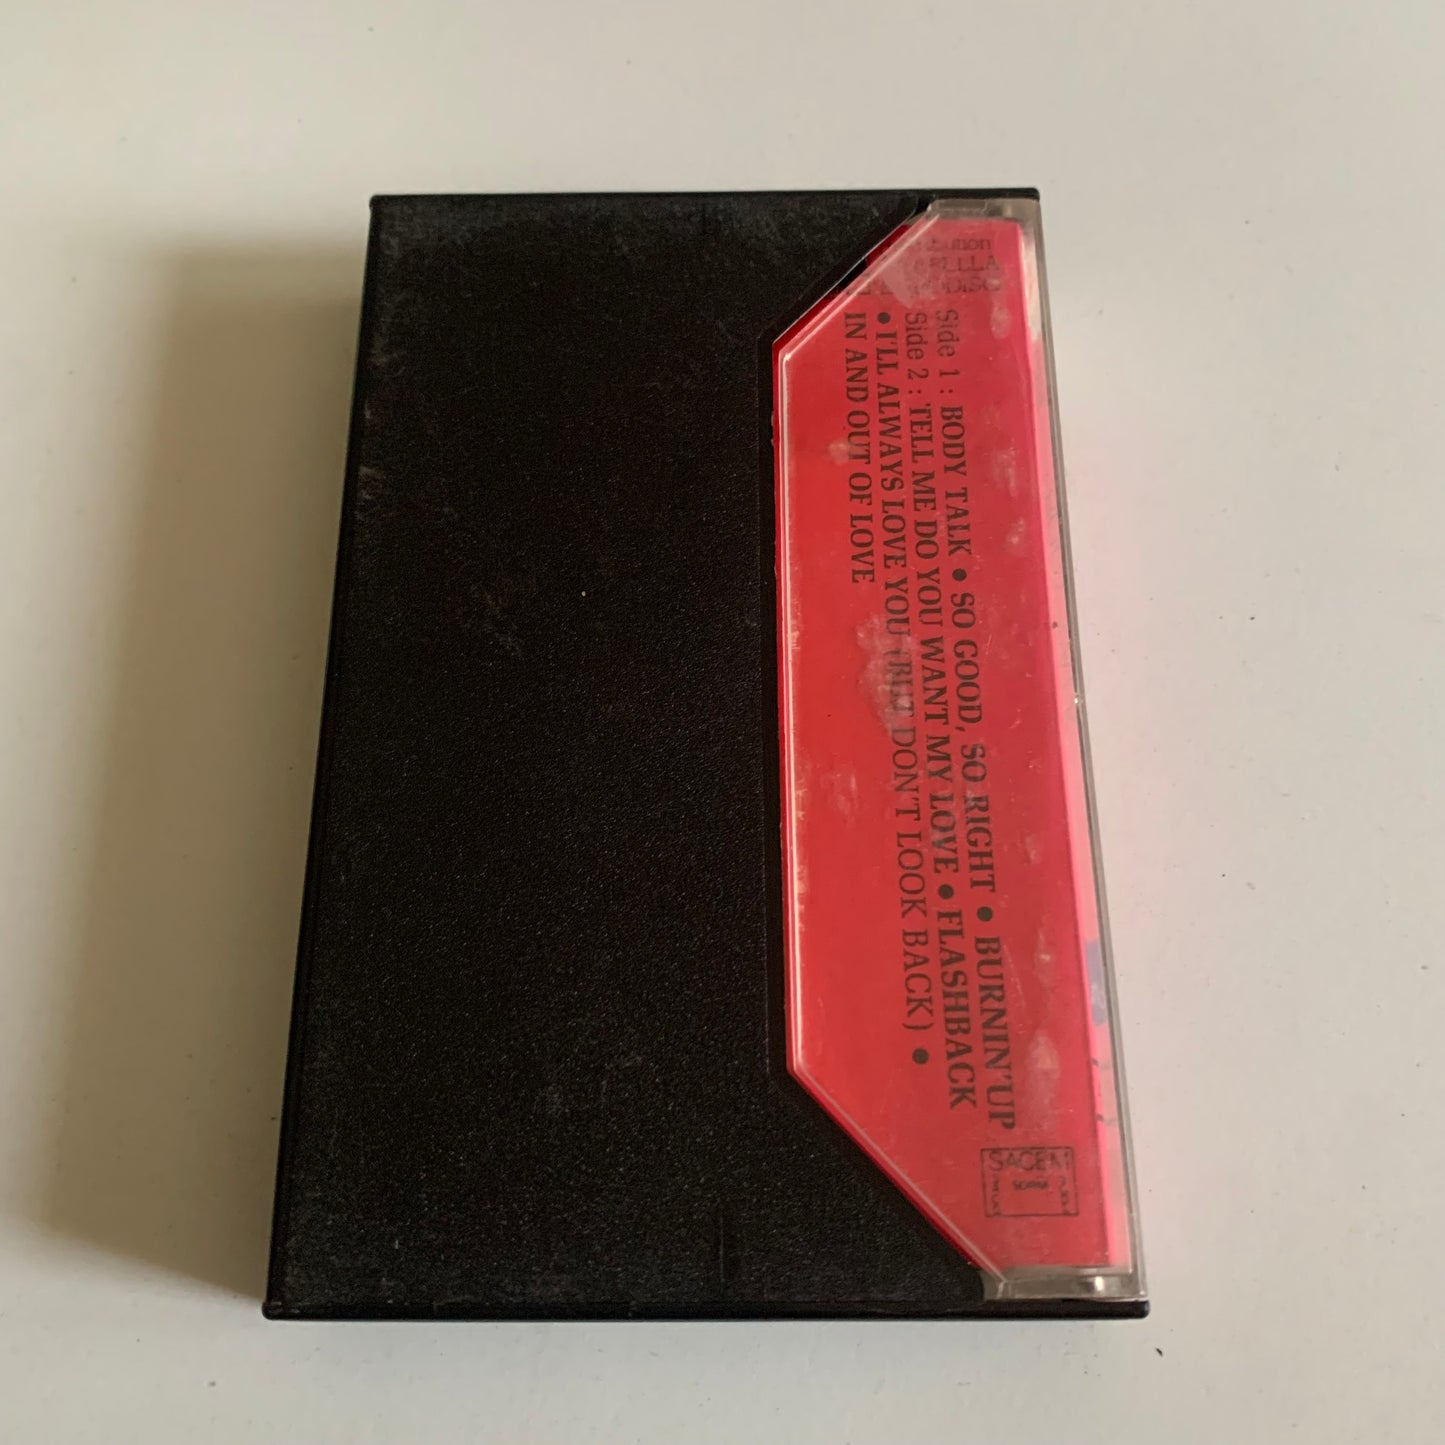 Side 1 : BODY TALK • SO GOOD, SO RIGHT • BURNIN'UP
Side 2 : TELL ME DO YOU WANT MY LOVE • FLASHBACK
• I'LL ALWAYS LOVE YOU (BUT DON'T LOOK BACK) •
IN AND OUT OF LOVE
SACEM
SDRM